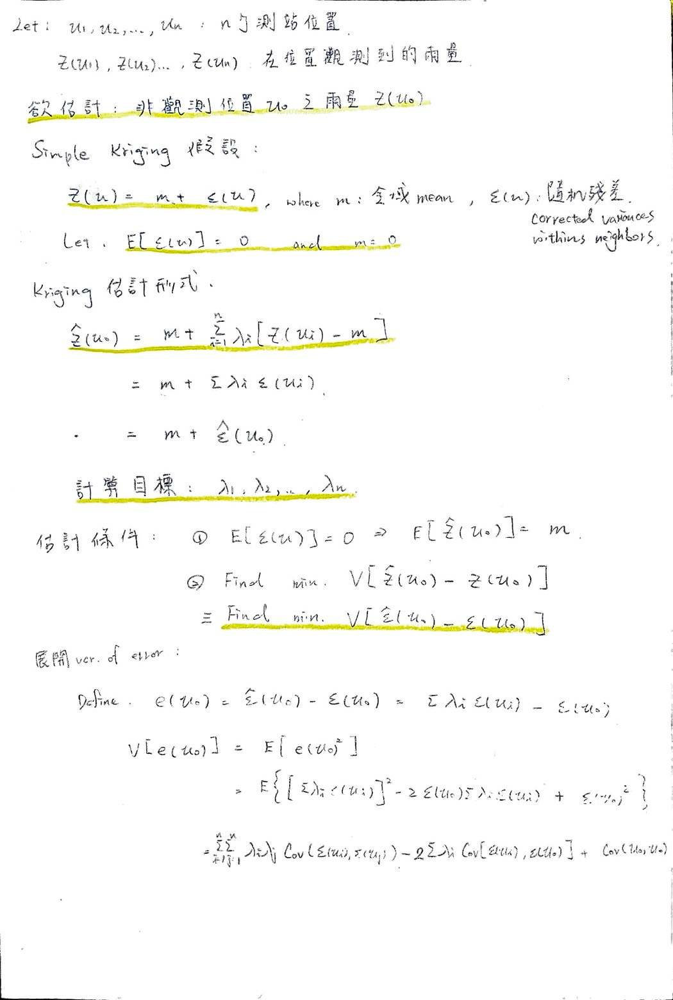 Let : u₁, u₂, ..., uₙ : n 個測站位置.
Z(u₁), Z(u₂)..., Z(uₙ) 在位置觀測到的雨量
欲估計 : 非觀測位置 u₀ 之雨量 Z(u₀)
Simple Kriging 假設 :
Z(u) = m + ε(u) , where m : 全域 mean , ε(u) : 隨机殘差.
corrected variances
withins neighbors.
Let . E[ε(u)] = 0 and m = 0
Kriging 估計形式 .
Ẑ(u₀) = m + Σᵢ₌₁ⁿ λᵢ [Z(uᵢ) - m]
= m + Σ λᵢ ε(uᵢ)
= m + ε̂(u₀)
計算目標 : λ₁, λ₂, ..., λₙ.
估計條件 : ① E[ε(u)] = 0 ⇒ E[Ẑ(u₀)] = m .
② Find min. V[Ẑ(u₀) - Z(u₀)]
≡ Find min. V[ε̂(u₀) - ε(u₀)]
展開 var. of error :
Define . e(u₀) = ε̂(u₀) - ε(u₀) = Σ λᵢ ε(uᵢ) - ε(u₀)
V[e(u₀)] = E[e(u₀)²]
= E{[Σλᵢ ε(uᵢ)]² - 2 ε(u₀) Σ λᵢ ε(uᵢ) + ε(u₀)²}
= Σᵢ₌₁ⁿ Σⱼ₌₁ⁿ λᵢλⱼ Cov(ε(uᵢ), ε(uⱼ)) - 2 Σ λᵢ Cov[ε(uᵢ), ε(u₀)] + Cov(u₀, u₀)